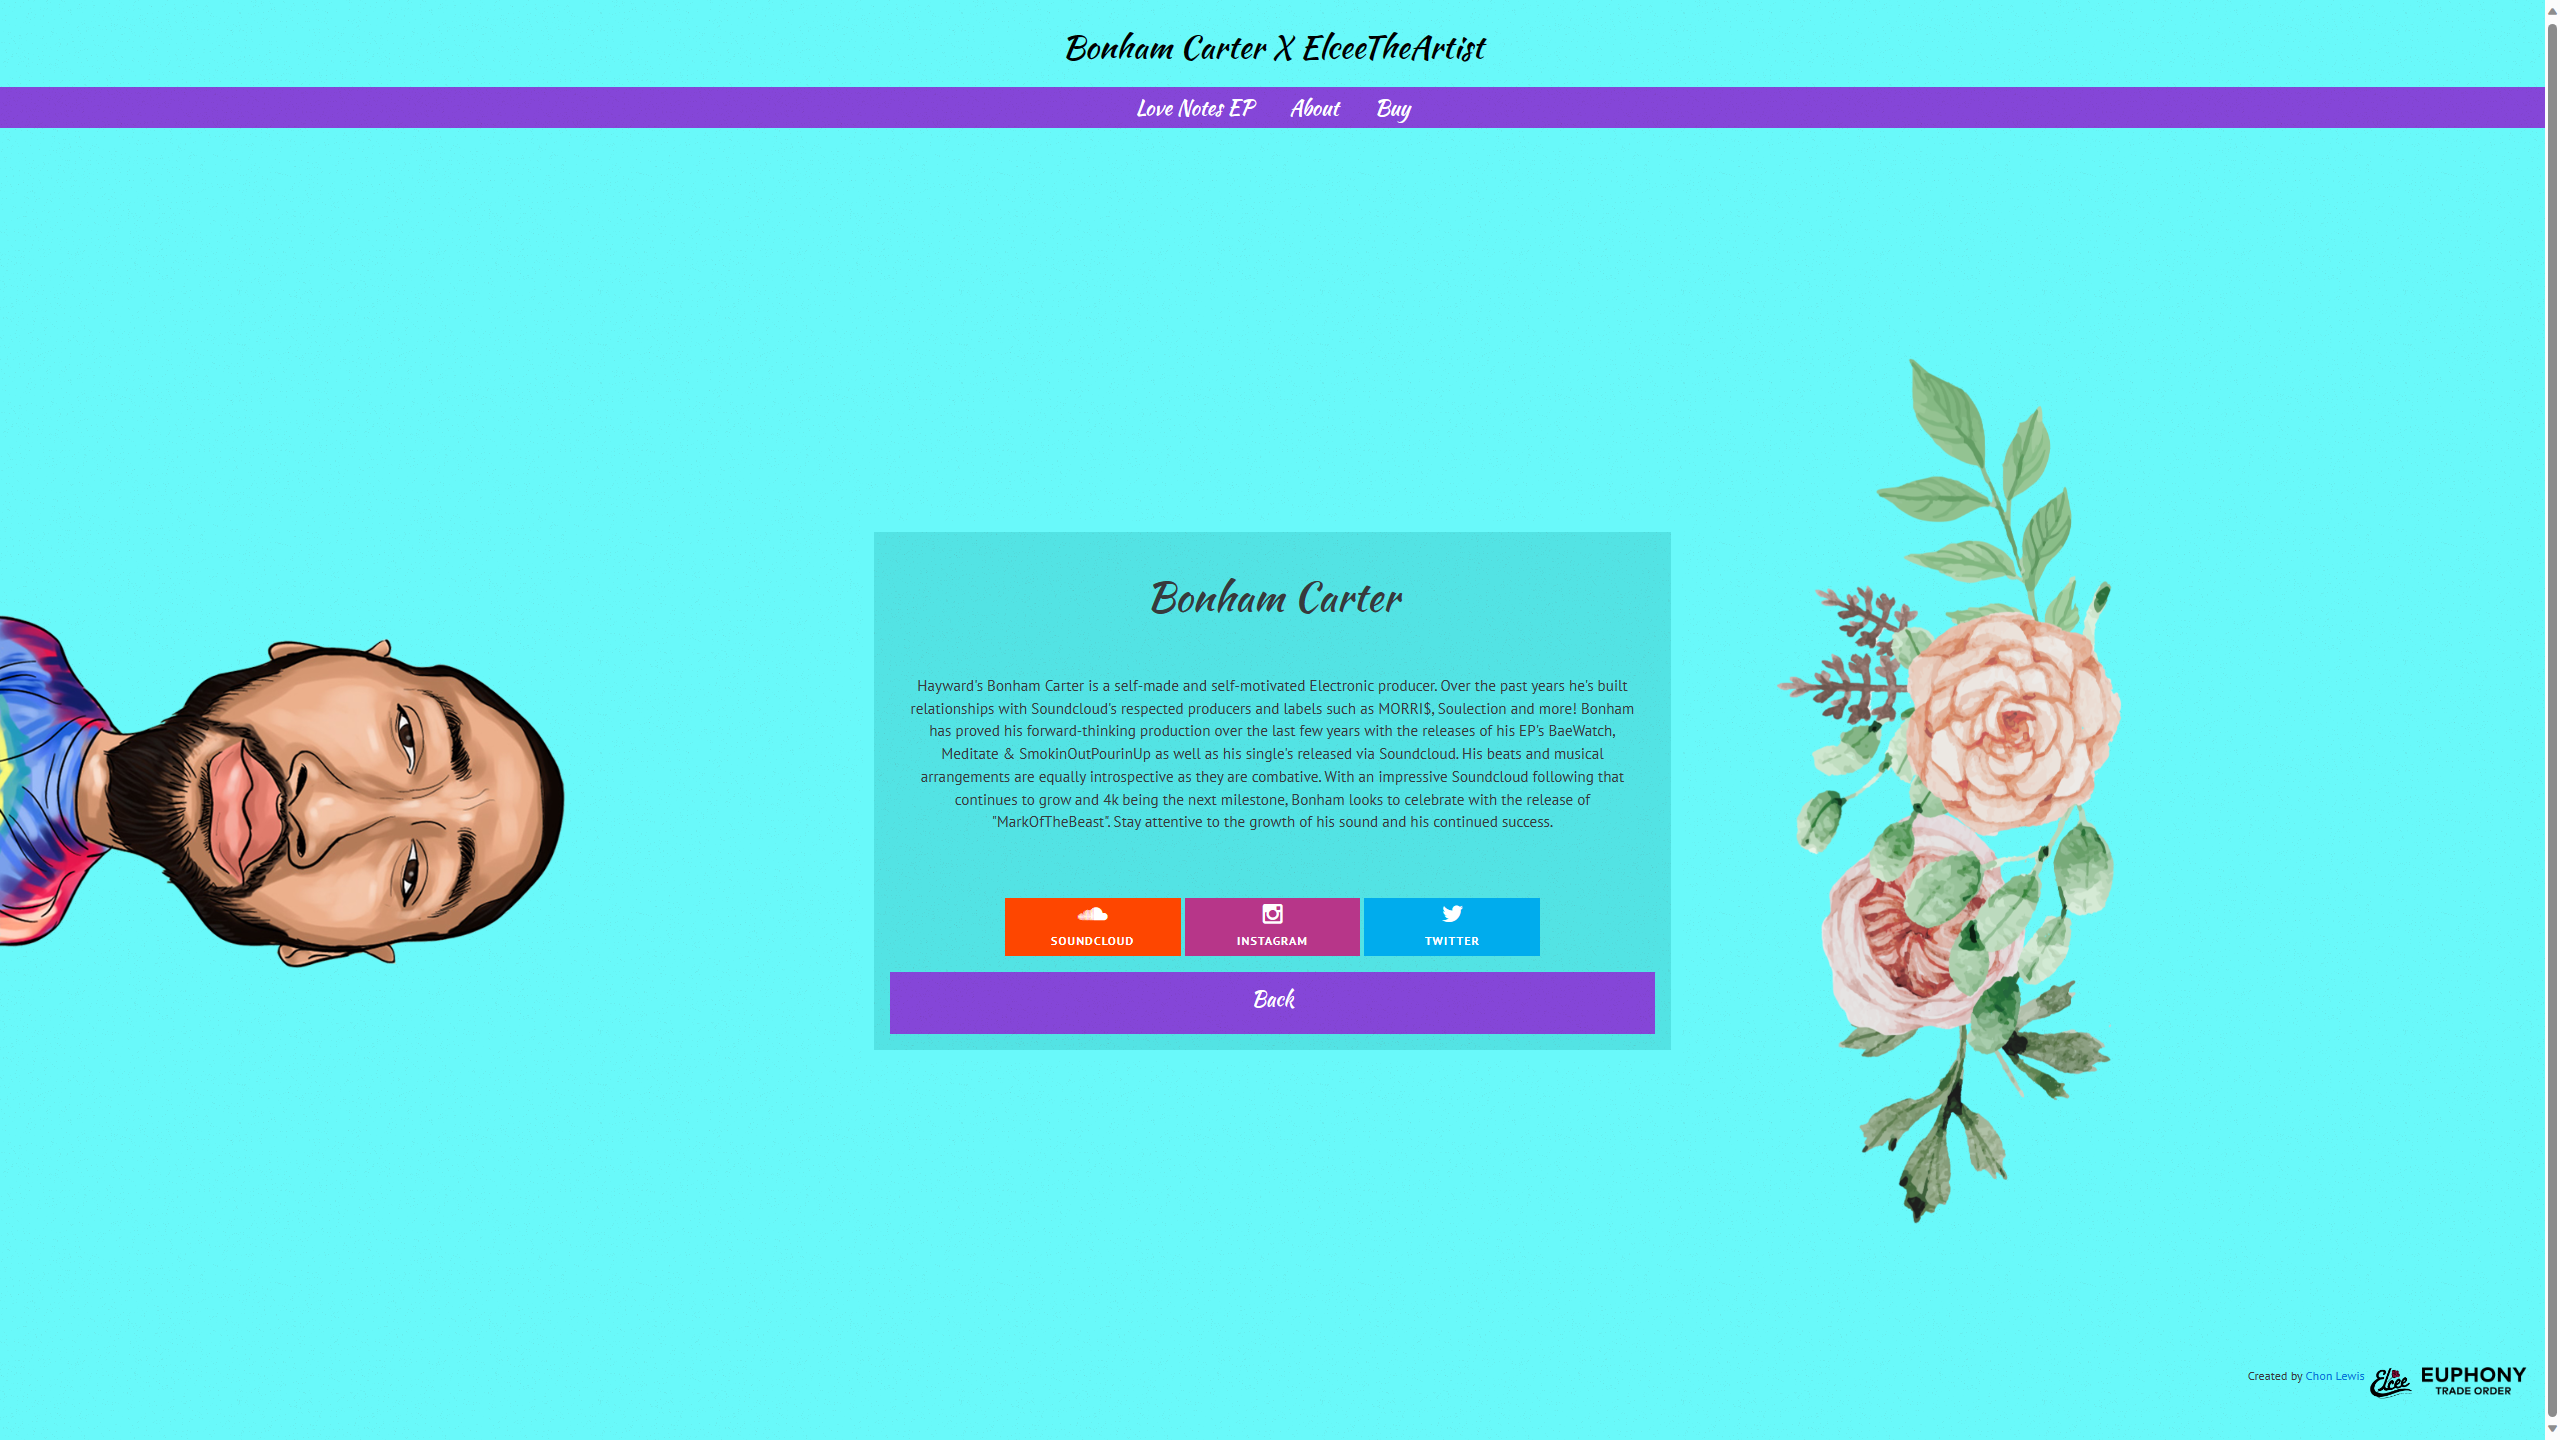 Bonham Carter X ElceeTheArtist
Love Notes EP About Buy
Bonham Carter
Hayward's Bonham Carter is a self-made and self-motivated Electronic producer. Over the past years he's built
relationships with Soundcloud's respected producers and labels such as MORRI$, Soulection and more! Bonham
has proved his forward-thinking production over the last few years with the releases of his EP's BaeWatch,
Meditate & SmokinOutPourinUp as well as his single's released via Soundcloud. His beats and musical
arrangements are equally introspective as they are combative. With an impressive Soundcloud following that
continues to grow and 4k being the next milestone, Bonham looks to celebrate with the release of
"MarkOfTheBeast". Stay attentive to the growth of his sound and his continued success.
SOUNDCLOUD INSTAGRAM TWITTER
Back
Created by Chon Lewis Elcee EUPHONY
TRADE ORDER